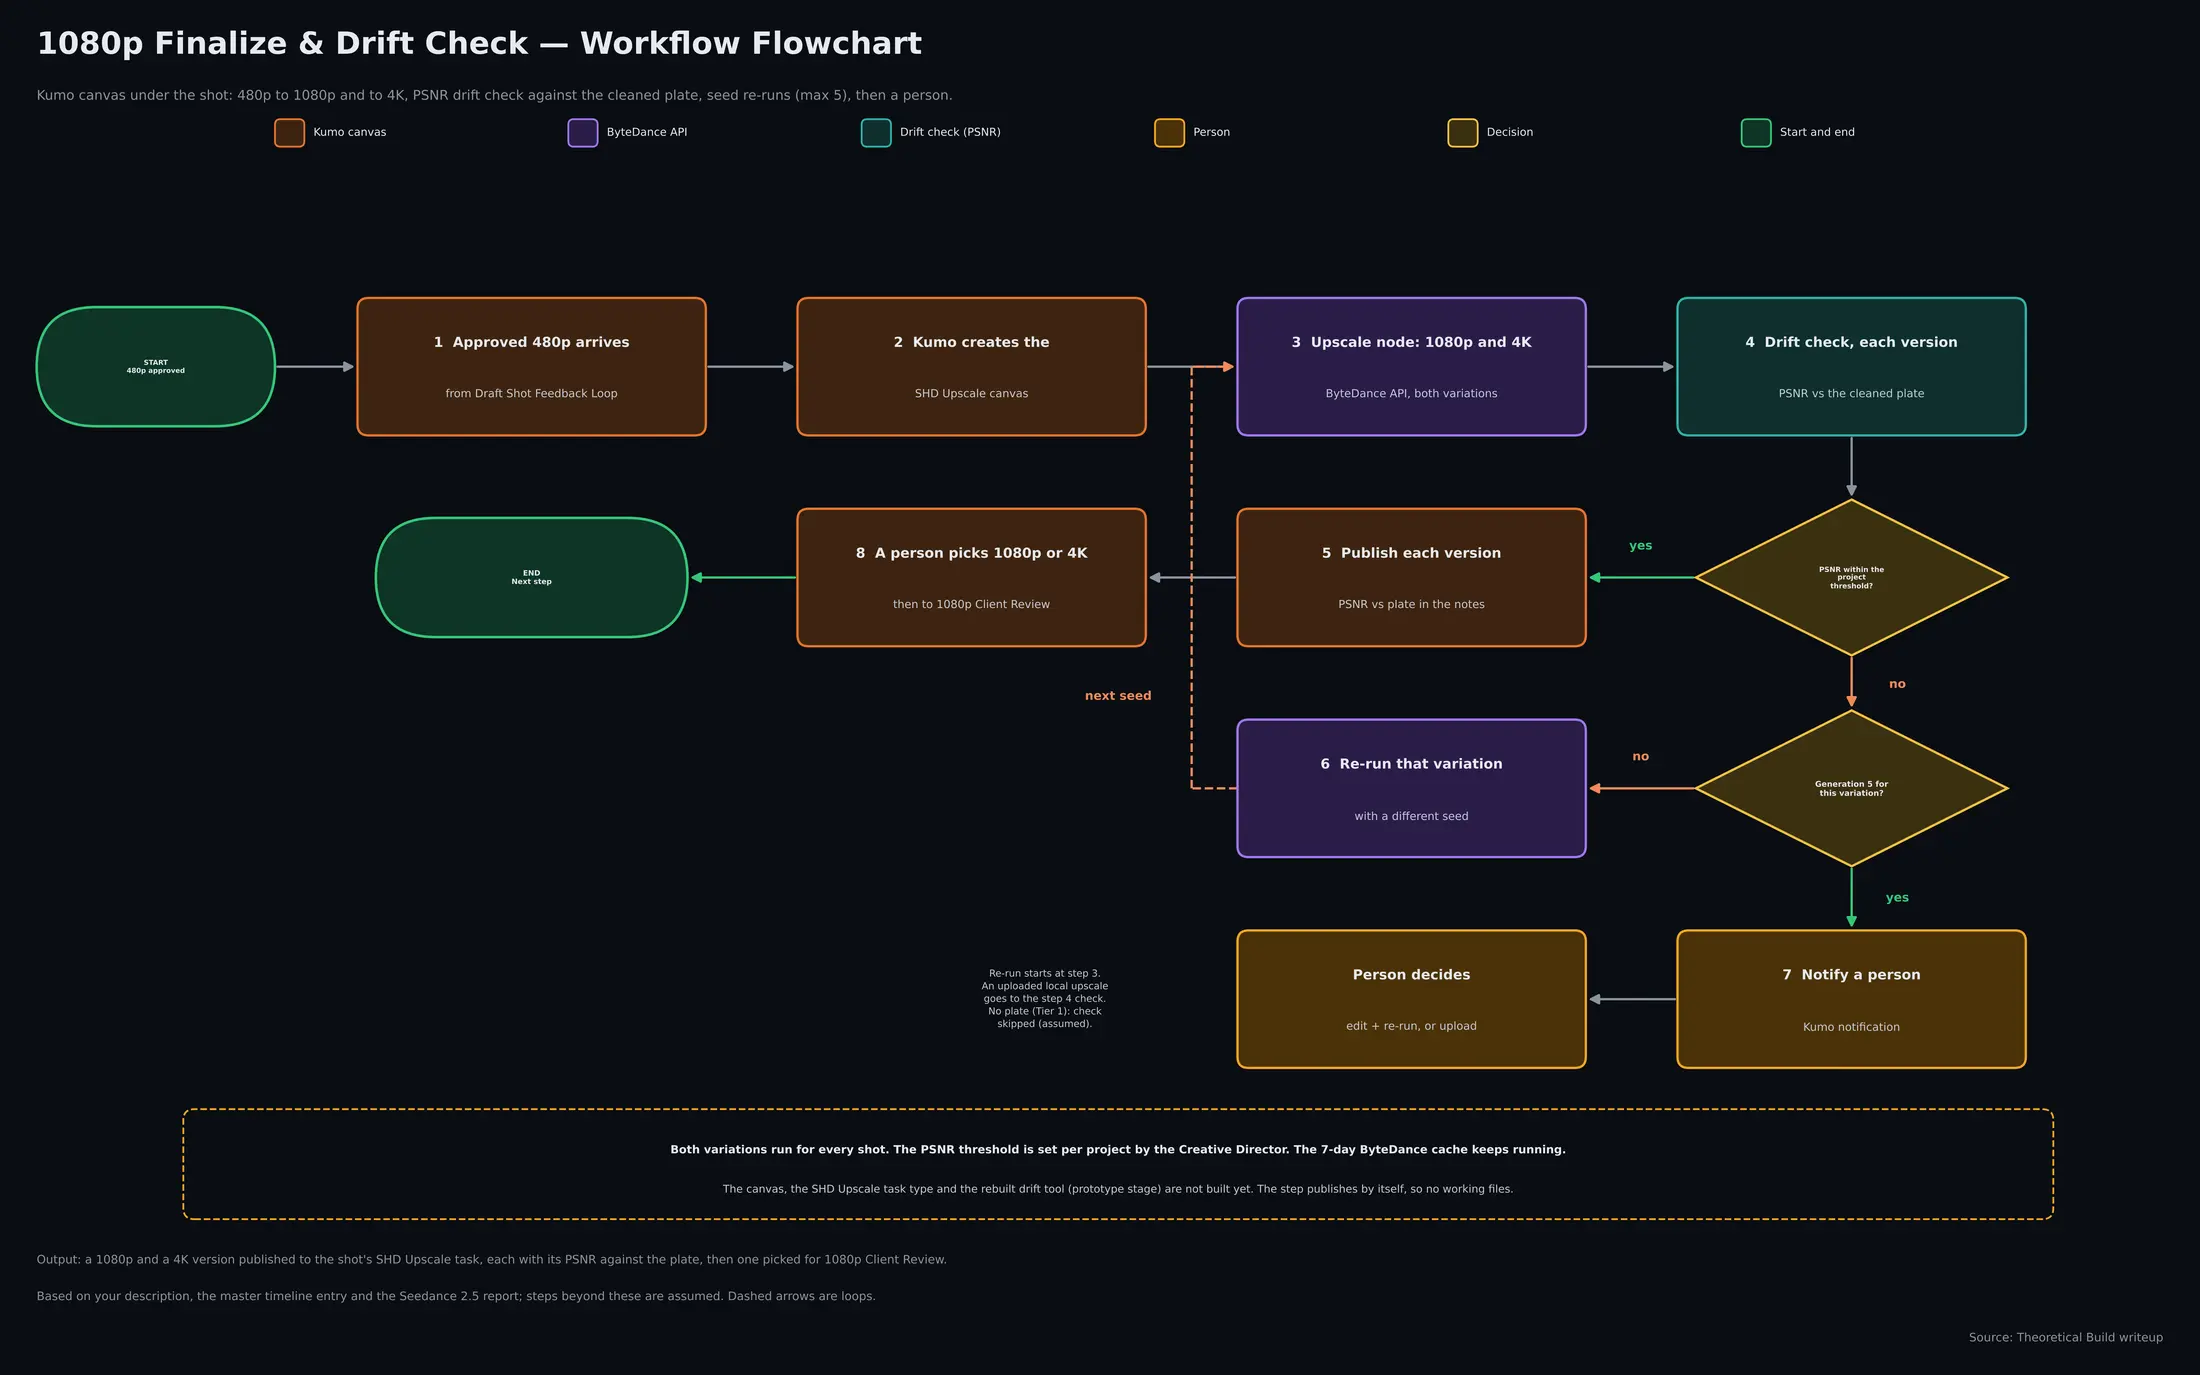 1080p Finalize & Drift Check — Workflow Flowchart
Kumo canvas under the shot: 480p to 1080p and to 4K, PSNR drift check against the cleaned plate, seed re-runs (max 5), then a person.
Kumo canvas
ByteDance API
Drift check (PSNR)
Person
Decision
Start and end
START
480p approved
1 Approved 480p arrives
from Draft Shot Feedback Loop
2 Kumo creates the
SHD Upscale canvas
3 Upscale node: 1080p and 4K
ByteDance API, both variations
4 Drift check, each version
PSNR vs the cleaned plate
END
Next step
8 A person picks 1080p or 4K
then to 1080p Client Review
5 Publish each version
PSNR vs plate in the notes
yes
PSNR within the
project
threshold?
no
next seed
6 Re-run that variation
with a different seed
no
Generation 5 for
this variation?
yes
Re-run starts at step 3.
An uploaded local upscale
goes to the step 4 check.
No plate (Tier 1): check
skipped (assumed).
Person decides
edit + re-run, or upload
7 Notify a person
Kumo notification
Both variations run for every shot. The PSNR threshold is set per project by the Creative Director. The 7-day ByteDance cache keeps running.
The canvas, the SHD Upscale task type and the rebuilt drift tool (prototype stage) are not built yet. The step publishes by itself, so no working files.
Output: a 1080p and a 4K version published to the shot's SHD Upscale task, each with its PSNR against the plate, then one picked for 1080p Client Review.
Based on your description, the master timeline entry and the Seedance 2.5 report; steps beyond these are assumed. Dashed arrows are loops.
Source: Theoretical Build writeup